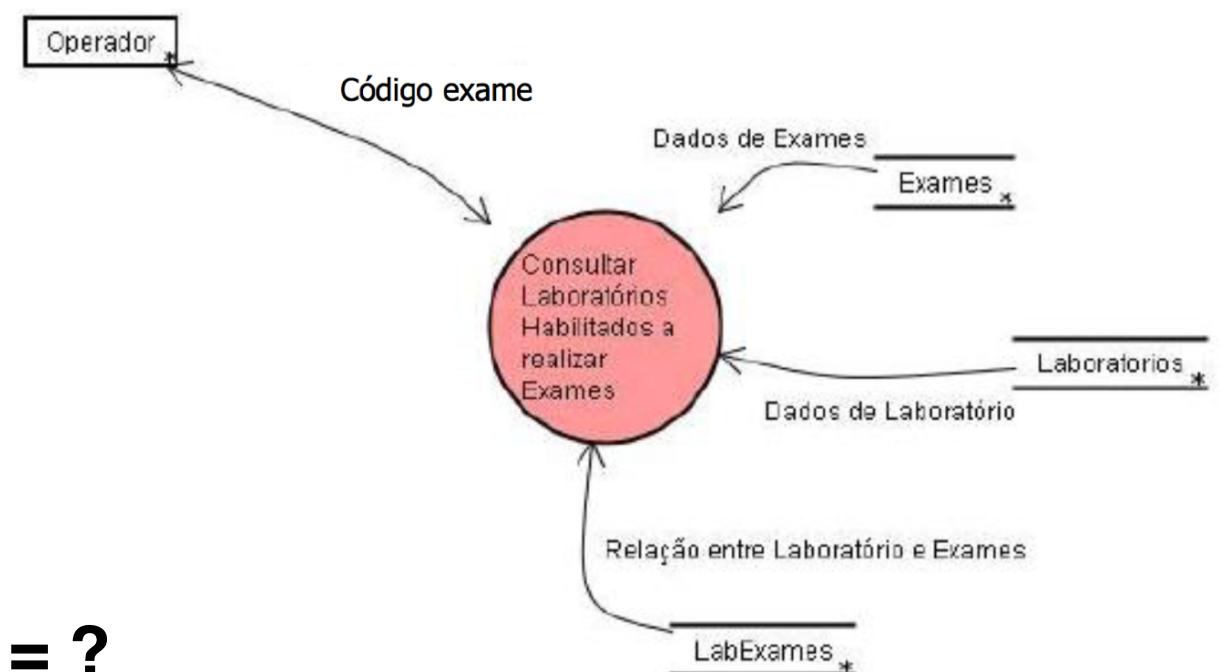 Operador *
Código exame
Dados de Exames
Exames *
Consultar
Laboratórios
Habilitados a
realizar
Exames
Laboratorios *
Dados de Laboratório
Relação entre Laboratório e Exames
= ?
LabExames *